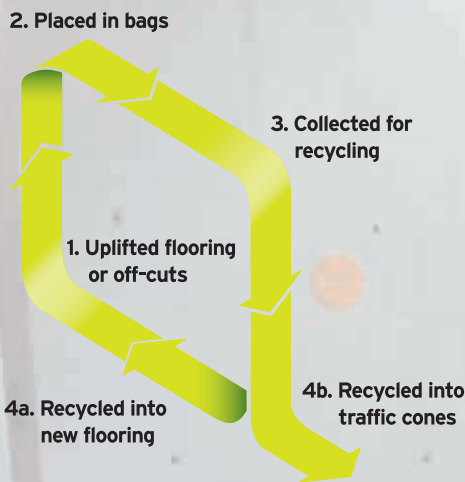 2. Placed in bags
3. Collected for
recycling
1. Uplifted flooring
or off-cuts
4a. Recycled into
new flooring
4b. Recycled into
traffic cones